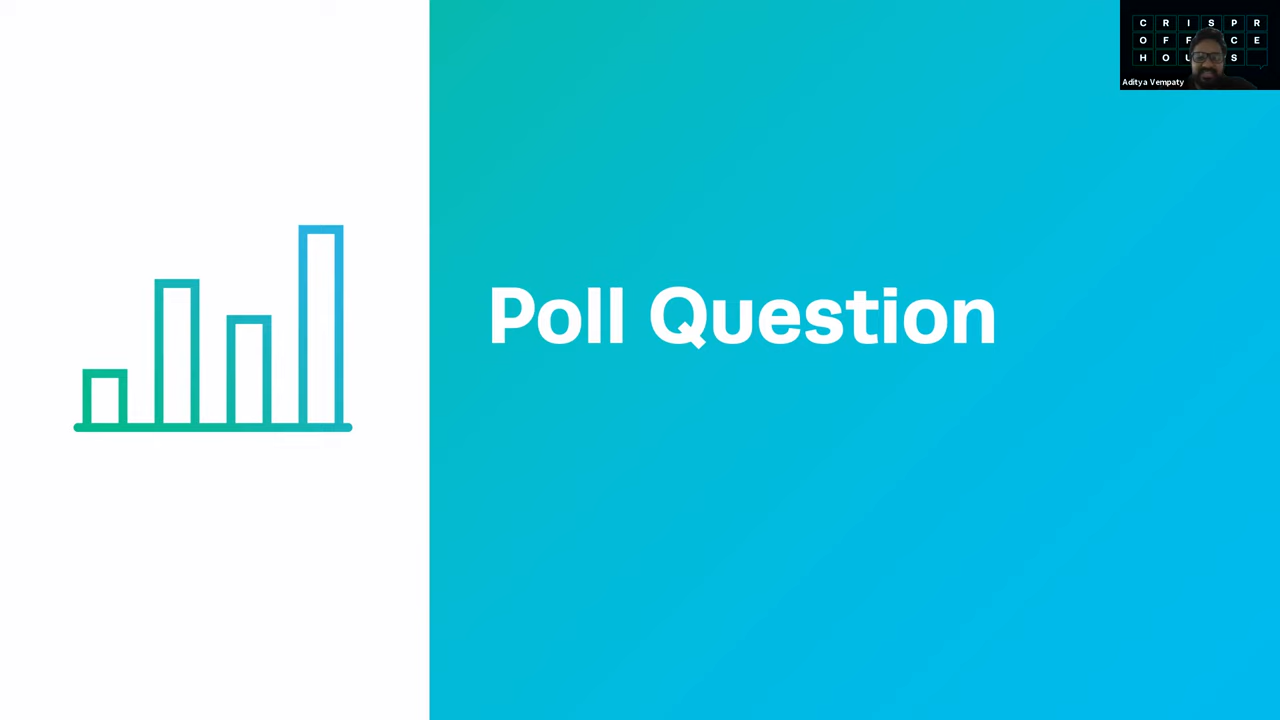 Poll Question
C R I S P R
O F F C E
H O U S
Aditya Vempaty